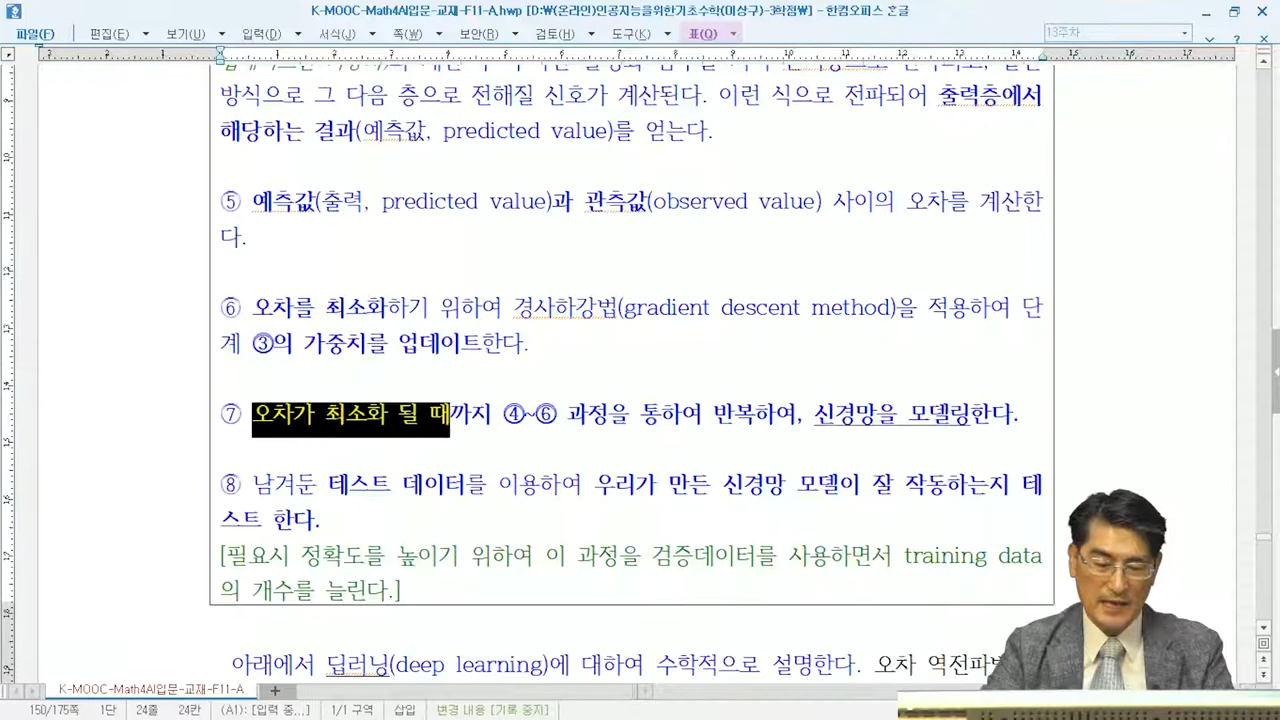 K-MOOC-Math4AI입문-교재-F11-A.hwp [D:₩(온라인)인공지능을위한기초수학(이상구)-3학점₩] - 한컴오피스 한글
파일(F) 편집(E) 보기(U) 입력(D) 서식(J) 쪽(W) 보안(B) 검토(H) 도구(K) 표(Q) 13주차
방식으로 그 다음 층으로 전해질 신호가 계산된다. 이런 식으로 전파되어 출력층에서
해당하는 결과(예측값, predicted value)를 얻는다.
⑤ 예측값(출력, predicted value)과 관측값(observed value) 사이의 오차를 계산한
다.
⑥ 오차를 최소화하기 위하여 경사하강법(gradient descent method)을 적용하여 단
계 ③의 가중치를 업데이트한다.
⑦ 오차가 최소화 될 때까지 ④~⑥ 과정을 통하여 반복하여, 신경망을 모델링한다.
⑧ 남겨둔 테스트 데이터를 이용하여 우리가 만든 신경망 모델이 잘 작동하는지 테
스트 한다.
[필요시 정확도를 높이기 위하여 이 과정을 검증데이터를 사용하면서 training data
의 개수를 늘린다.]
아래에서 딥러닝(deep learning)에 대하여 수학적으로 설명한다. 오차
K-MOOC-Math4AI입문-교재-F11-A
150/175쪽 1단 24줄 24칸 (A1): [입력 중... 1/1 구역 삽입 변경 내용 [기록 중지]